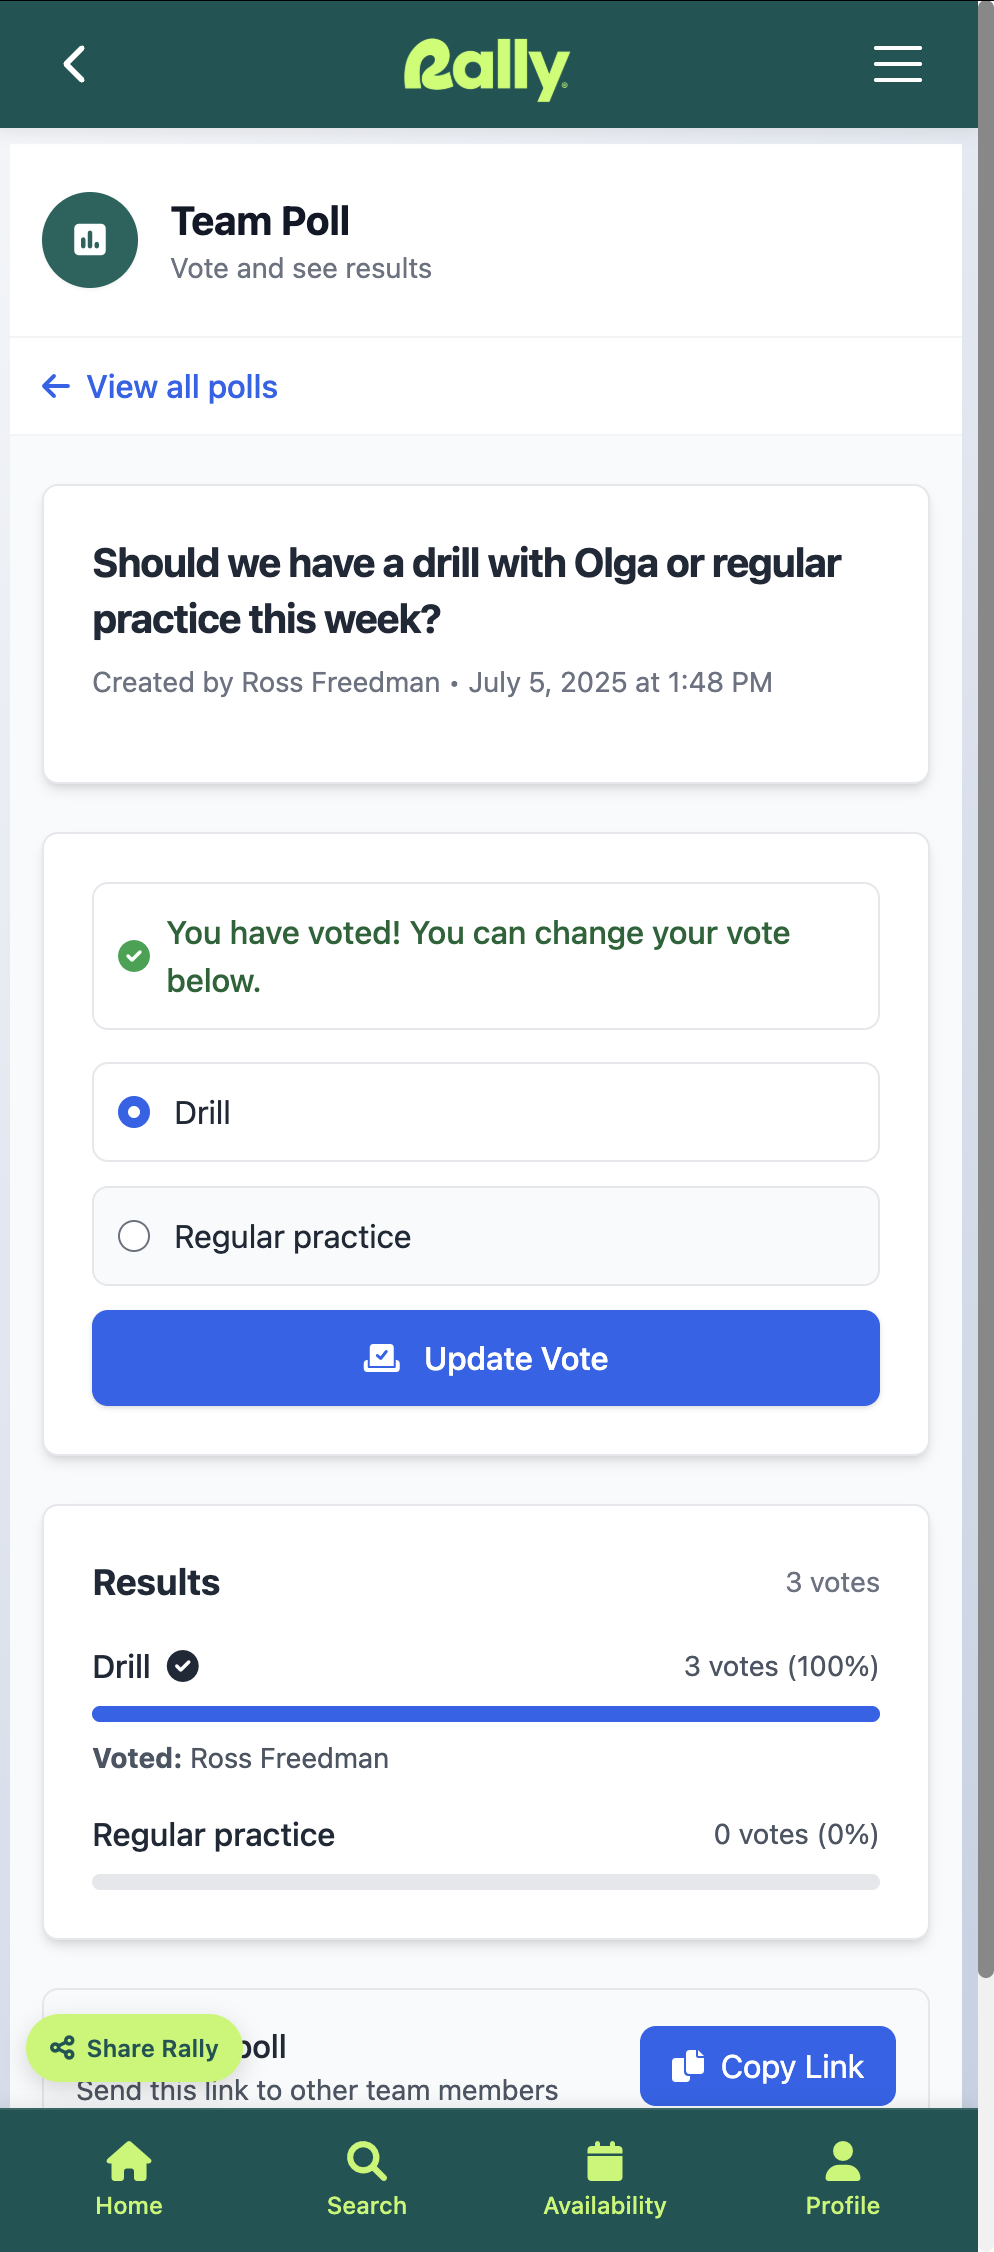 Rally
Team Poll
Vote and see results
View all polls
Should we have a drill with Olga or regular
practice this week?
Created by Ross Freedman • July 5, 2025 at 1:48 PM
You have voted! You can change your vote
below.
Drill
Regular practice
Update Vote
Results
3 votes
Drill
3 votes (100%)
Voted: Ross Freedman
Regular practice
0 votes (0%)
Share Rally
poll
Copy Link
Send this link to other team members
Home
Search
Availability
Profile